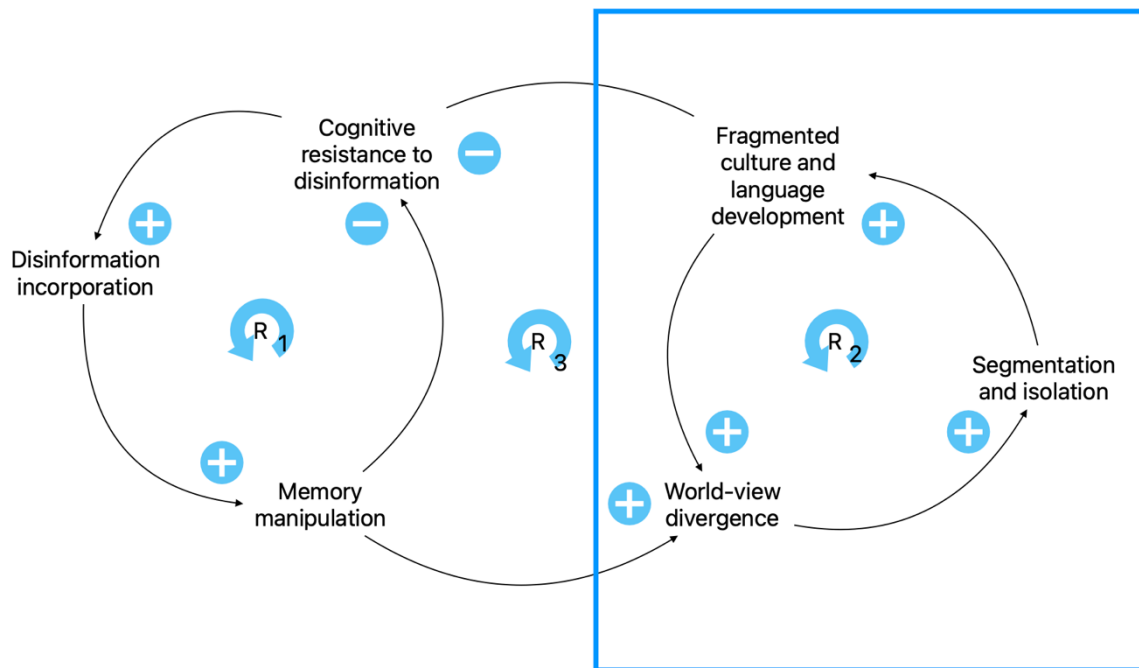 Cognitive
resistance to
disinformation
Fragmented
culture and
language
development
Disinformation
incorporation
R 1
R 3
R 2
Segmentation
and isolation
Memory
manipulation
World-view
divergence